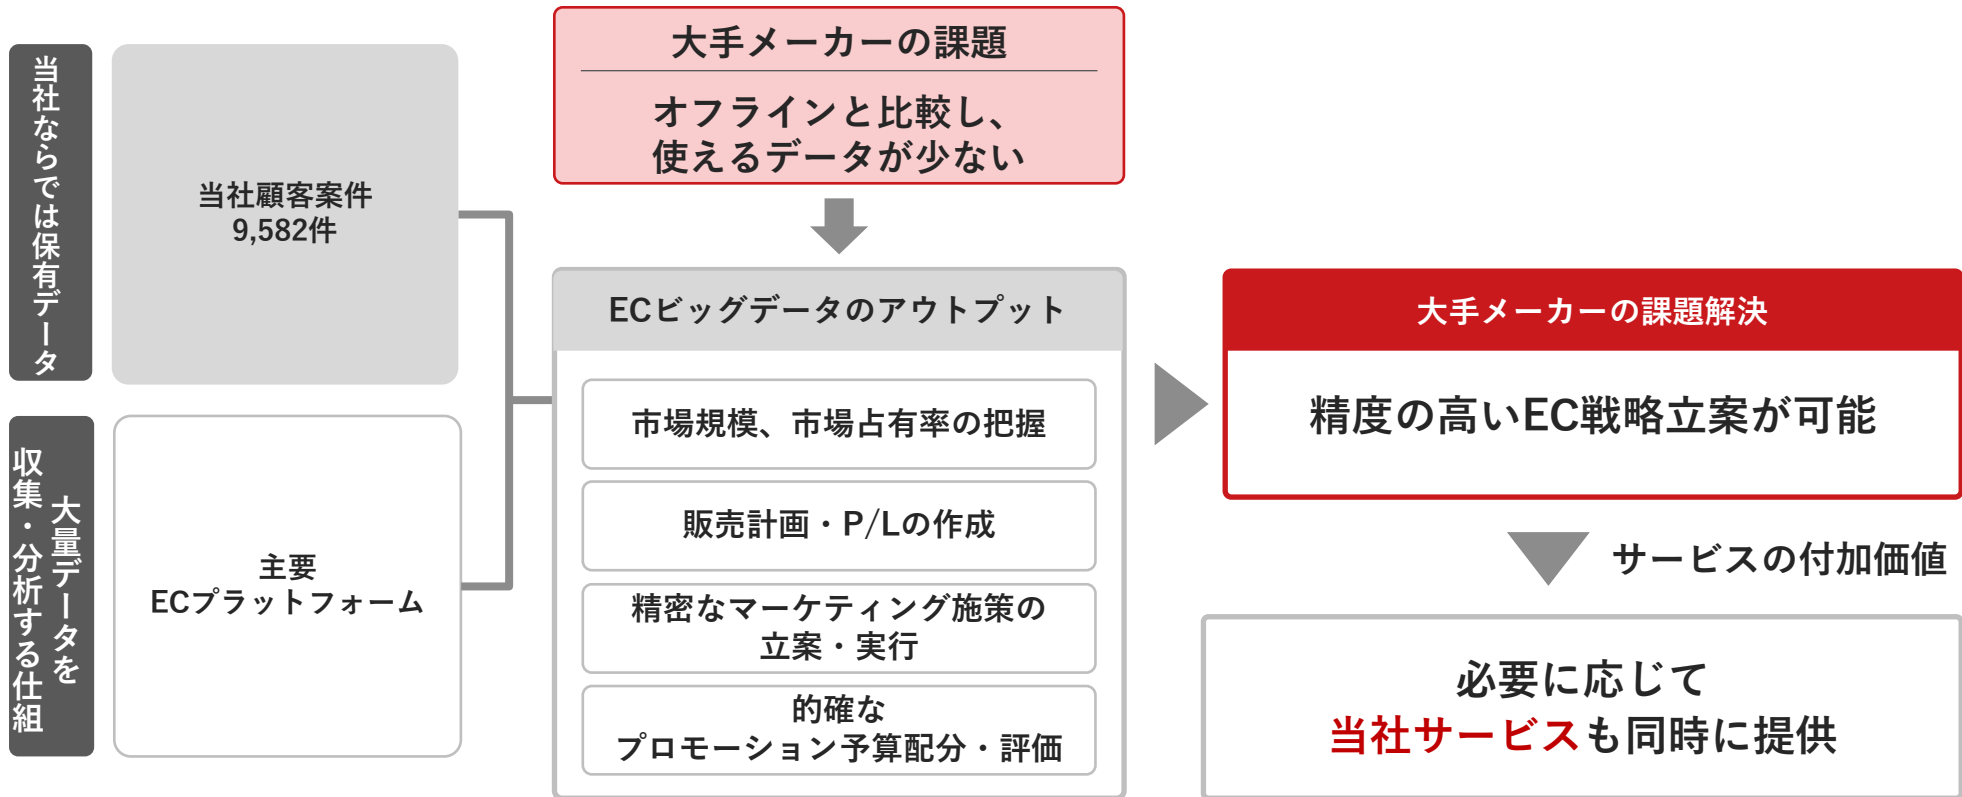 当社ならでは保有データ
当社顧客案件
9,582件
大量データを
収集・分析する仕組
主要
ECプラットフォーム
大手メーカーの課題
オフラインと比較し、
使えるデータが少ない
ECビッグデータのアウトプット
市場規模、市場占有率の把握
販売計画・P/Lの作成
精密なマーケティング施策の
立案・実行
的確な
プロモーション予算配分・評価
大手メーカーの課題解決
精度の高いEC戦略立案が可能
サービスの付加価値
必要に応じて
当社サービスも同時に提供